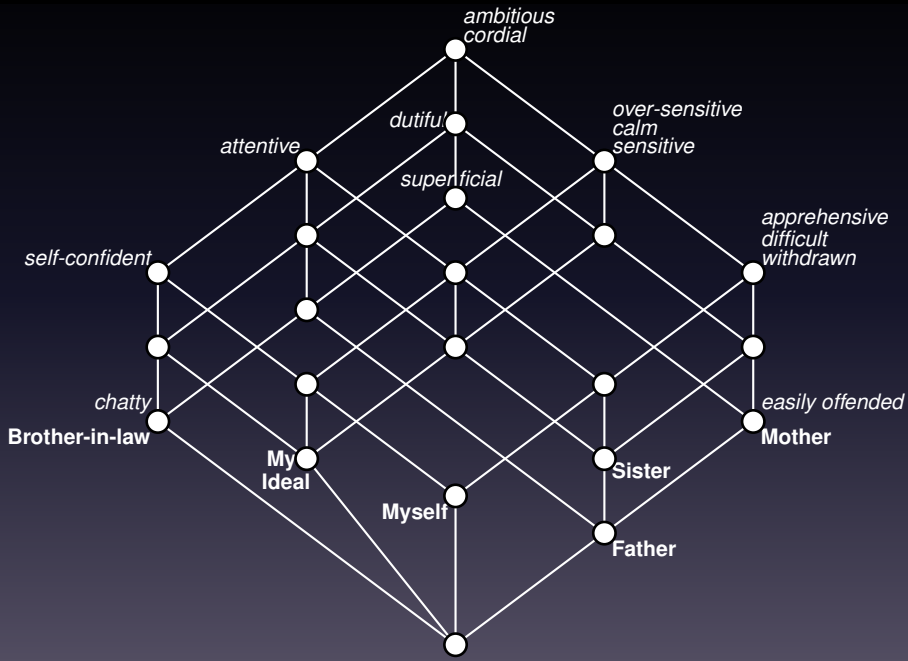 ambitious
cordial
dutiful
over-sensitive
calm
sensitive
attentive
superficial
apprehensive
difficult
withdrawn
self-confident
chatty
Brother-in-law
easily offended
Mother
My
Ideal
Sister
Myself
Father